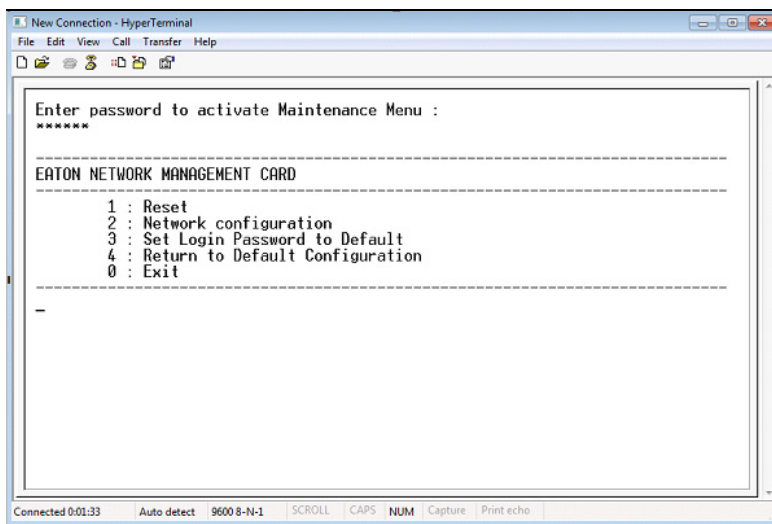 New Connection - HyperTerminal
File Edit View Call Transfer Help
Enter password to activate Maintenance Menu :
******
EATON NETWORK MANAGEMENT CARD
1 : Reset
2 : Network configuration
3 : Set Login Password to Default
4 : Return to Default Configuration
0 : Exit
Connected 0:01:33 Auto detect 9600 8-N-1 SCROLL CAPS NUM Capture Print echo